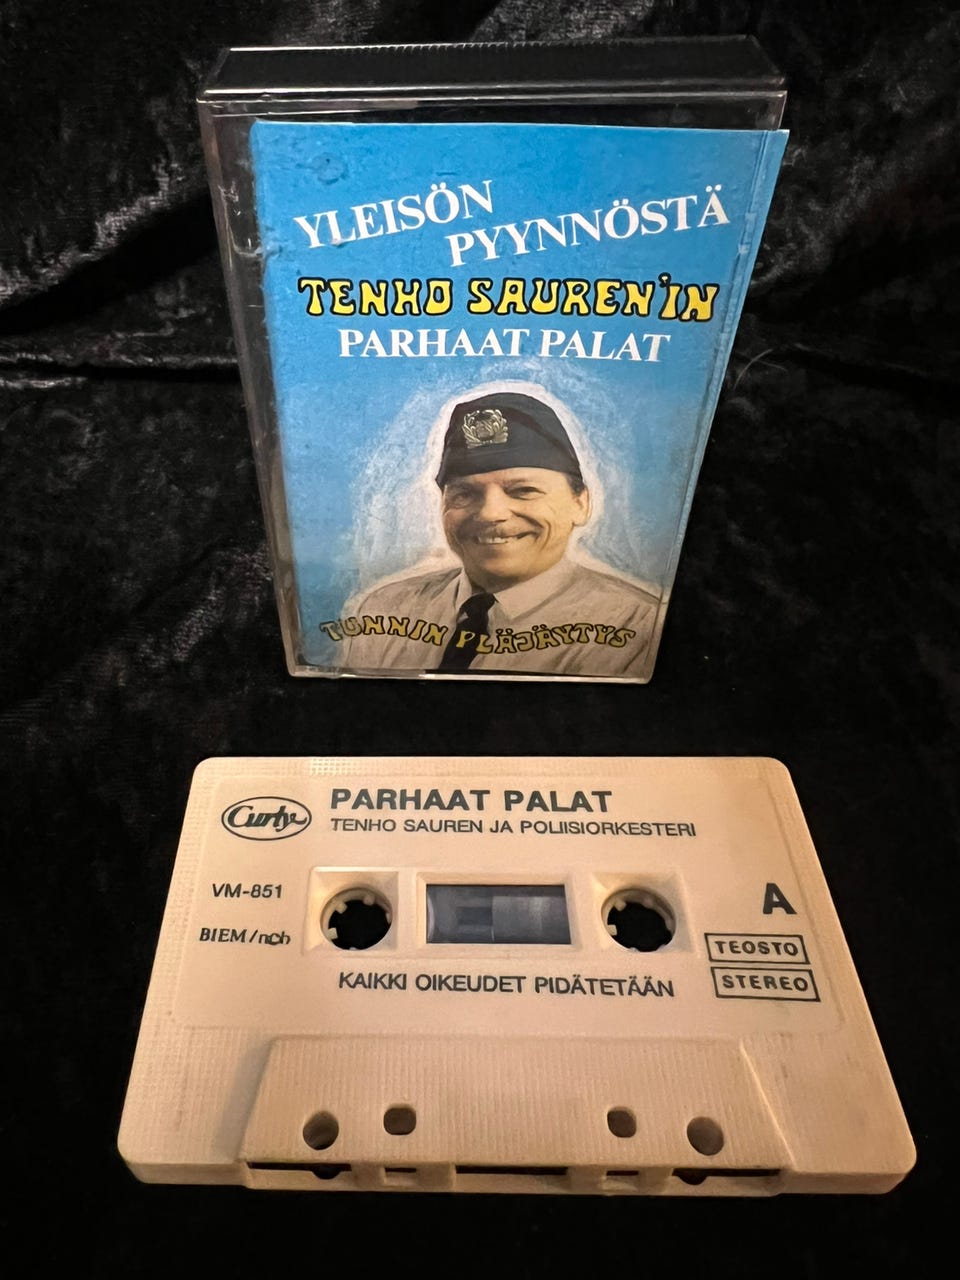 YLEISÖN
PYYNNÖSTÄ
TENHO SAUREN'IN
PARHAAT PALAT
TUNNIN PLÄJÄYTYS
Curly
PARHAAT PALAT
TENHO SAUREN JA POLIISIORKESTERI
VM-851
A
BIEM/ncb
TEOSTO
STEREO
KAIKKI OIKEUDET PIDÄTETÄÄN